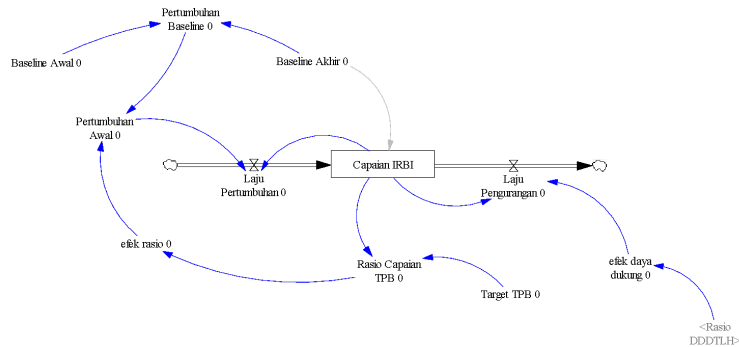 Pertumbuhan
Baseline 0
Baseline Awal 0
Baseline Akhir 0
Pertumbuhan
Awal 0
Capaian IRBI
Laju
Pertumbuhan 0
Laju
Pengurangan 0
efek rasio 0
Rasio Capaian
TPB 0
Target TPB 0
efek daya
dukung 0
<Rasio
DDDTLH>